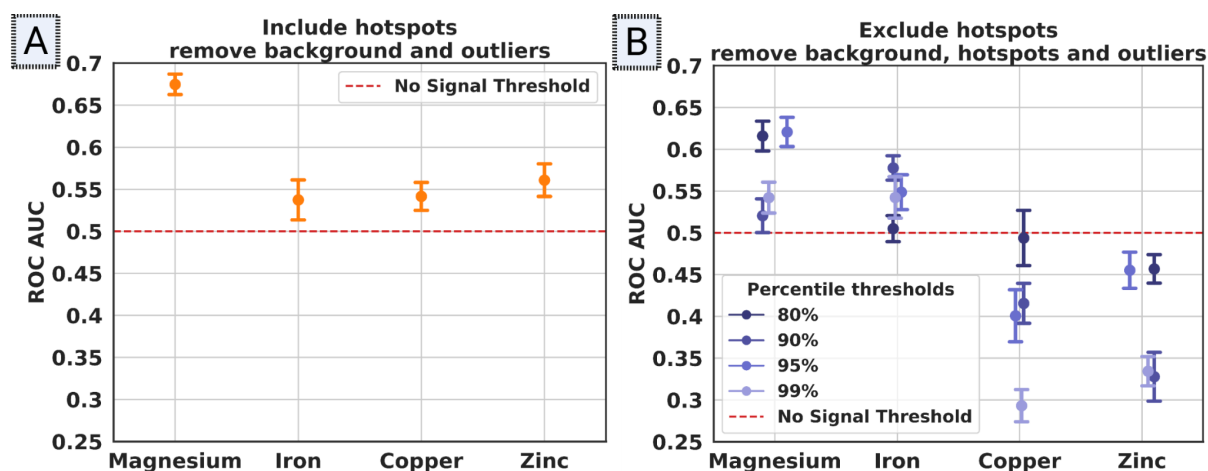 A
Include hotspots
remove background and outliers
0.7
0.65
0.6
0.55
0.5
0.45
0.4
0.35
0.3
0.25
ROC AUC
No Signal Threshold
Magnesium
Iron
Copper
Zinc
B
Exclude hotspots
remove background, hotspots and outliers
0.7
0.65
0.6
0.55
0.5
0.45
0.4
0.35
0.3
0.25
ROC AUC
Percentile thresholds
80%
90%
95%
99%
No Signal Threshold
Magnesium
Iron
Copper
Zinc